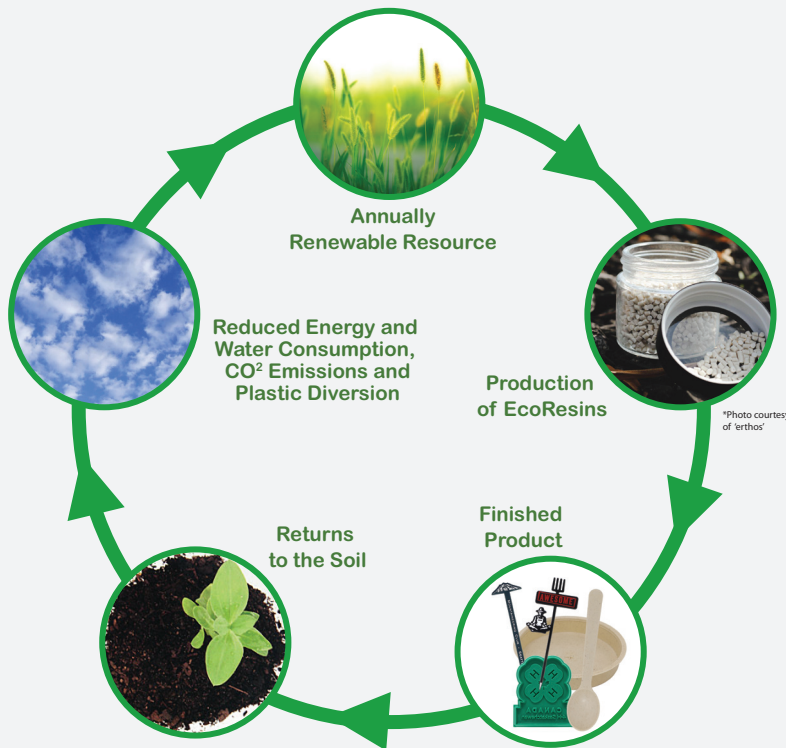 Annually
Renewable Resource
Reduced Energy and
Water Consumption,
CO² Emissions and
Plastic Diversion
Production
of EcoResins
*Photo courtesy
of 'erthos'
Finished
Product
AWESOME
H H
H H
Returns
to the Soil